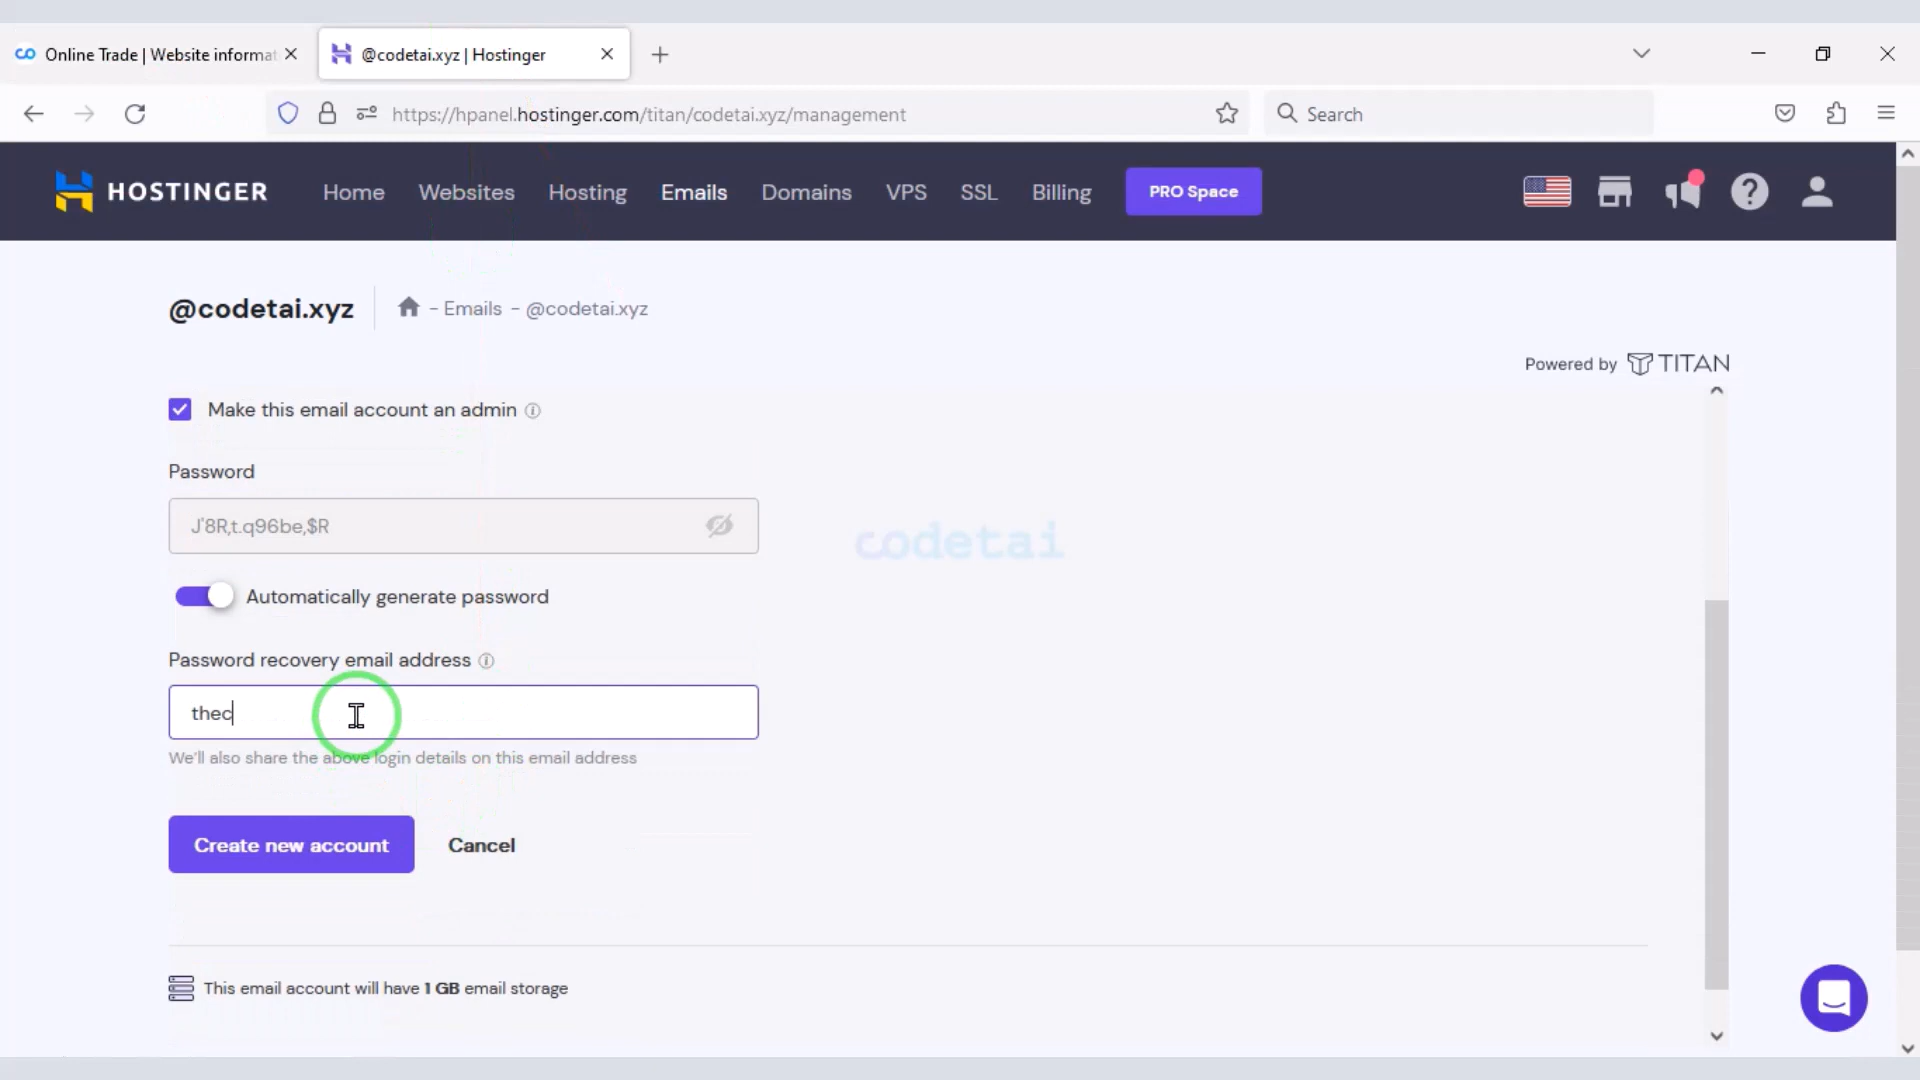 Online Trade | Website informat
@codetai.xyz | Hostinger
https://hpanel.hostinger.com/titan/codetai.xyz/management
Search
HOSTINGER
Home
Websites
Hosting
Emails
Domains
VPS
SSL
Billing
PRO Space
@codetai.xyz
- Emails - @codetai.xyz
Powered by TITAN
Make this email account an admin
Password
J'8R,t.q96be,$R
codetai
Automatically generate password
Password recovery email address
thec
We'll also share the above login details on this email address
Create new account
Cancel
This email account will have 1 GB email storage